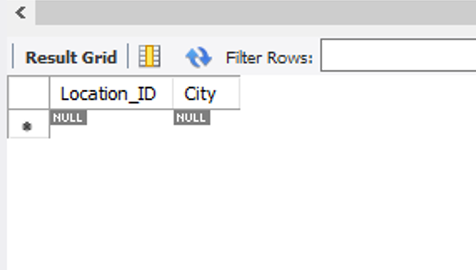 Result Grid Filter Rows:
Location_ID City
* NULL NULL